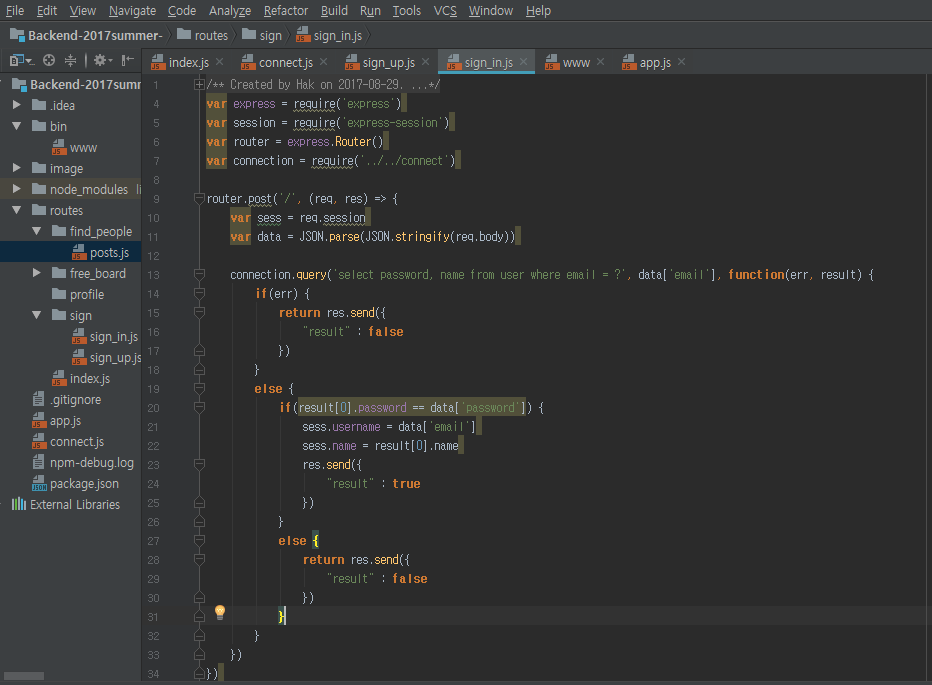 File Edit View Navigate Code Analyze Refactor Build Run Tools VCS Window Help
Backend-2017summer- routes sign sign_in.js
index.js connect.js sign_up.js sign_in.js www app.js
Backend-2017summ
.idea
bin
www
image
node_modules li
routes
find_people
posts.js
free_board
profile
sign
sign_in.js
sign_up.js
index.js
.gitignore
app.js
connect.js
npm-debug.log
package.json
External Libraries
1 /** Created by Hak on 2017-08-29. ...*/
4 var express = require('express')
5 var session = require('express-session')
6 var router = express.Router()
7 var connection = require('../../connect')
8
9 router.post('/', (req, res) => {
10 var sess = req.session
11 var data = JSON.parse(JSON.stringify(req.body))
12
13 connection.query('select password, name from user where email = ?', data['email'], function(err, result) {
14 if(err) {
15 return res.send({
16 "result" : false
17 })
18 }
19 else {
20 if(result[0].password == data['password']) {
21 sess.username = data['email']
22 sess.name = result[0].name
23 res.send({
24 "result" : true
25 })
26 }
27 else {
28 return res.send({
29 "result" : false
30 })
31 }
32 }
33 })
34 })